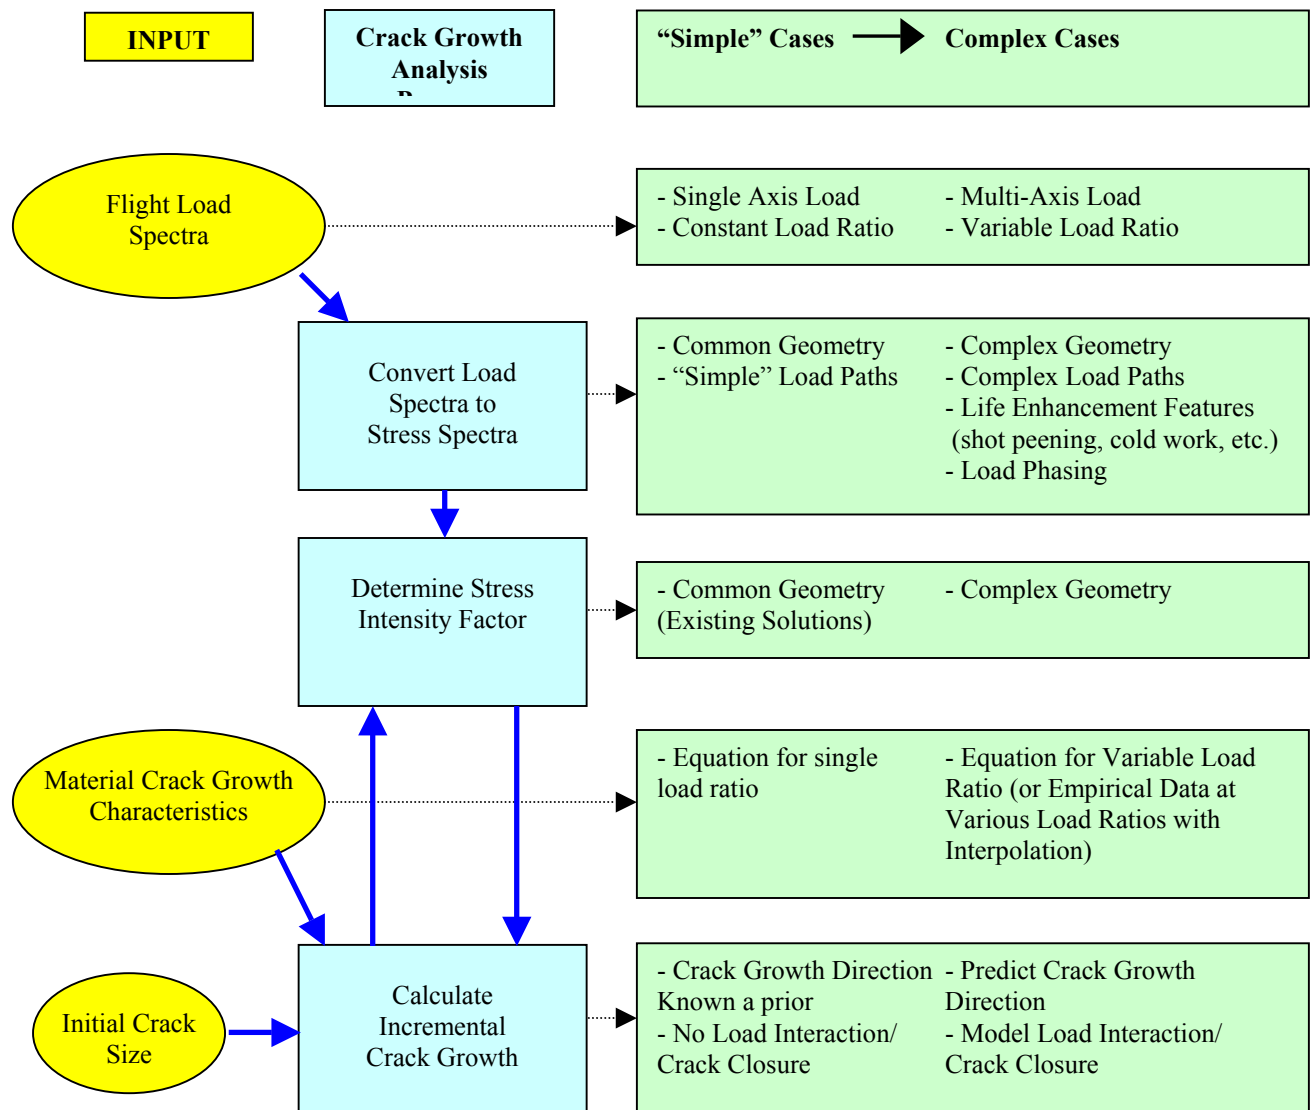 INPUT
Crack Growth
Analysis
“Simple” Cases
Complex Cases
Flight Load
Spectra
- Single Axis Load
- Constant Load Ratio
- Multi-Axis Load
- Variable Load Ratio
Convert Load
Spectra to
Stress Spectra
- Common Geometry
- “Simple” Load Paths
- Complex Geometry
- Complex Load Paths
- Life Enhancement Features
(shot peening, cold work, etc.)
- Load Phasing
Determine Stress
Intensity Factor
- Common Geometry
(Existing Solutions)
- Complex Geometry
Material Crack Growth
Characteristics
- Equation for single
load ratio
- Equation for Variable Load
Ratio (or Empirical Data at
Various Load Ratios with
Interpolation)
Initial Crack
Size
Calculate
Incremental
Crack Growth
- Crack Growth Direction
Known a prior
- No Load Interaction/
Crack Closure
- Predict Crack Growth
Direction
- Model Load Interaction/
Crack Closure